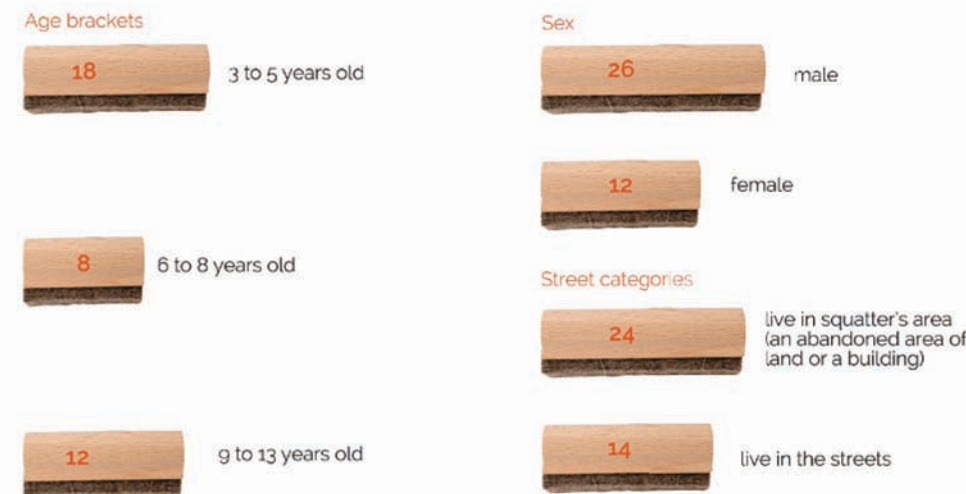 Age brackets
18
3 to 5 years old
8
6 to 8 years old
12
9 to 13 years old
Sex
26
male
12
female
Street categories
24
live in squatter's area
(an abandoned area of
land or a building)
14
live in the streets